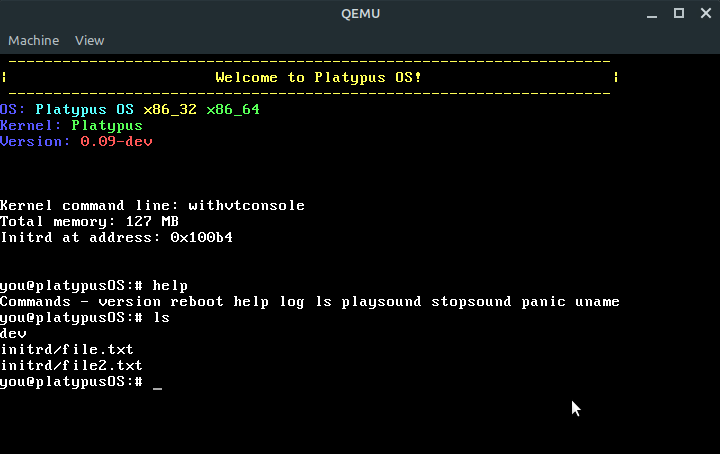 QEMU
Machine View
----------------------------------------------------------------------
| Welcome to Platypus OS! |
----------------------------------------------------------------------
OS: Platypus OS x86_32 x86_64
Kernel: Platypus
Version: 0.09-dev
Kernel command line: withvtconsole
Total memory: 127 MB
Initrd at address: 0x100b4
you@platypusOS:# help
Commands - version reboot help log ls playsound stopsound panic uname
you@platypusOS:# ls
dev
initrd/file.txt
initrd/file2.txt
you@platypusOS:# _